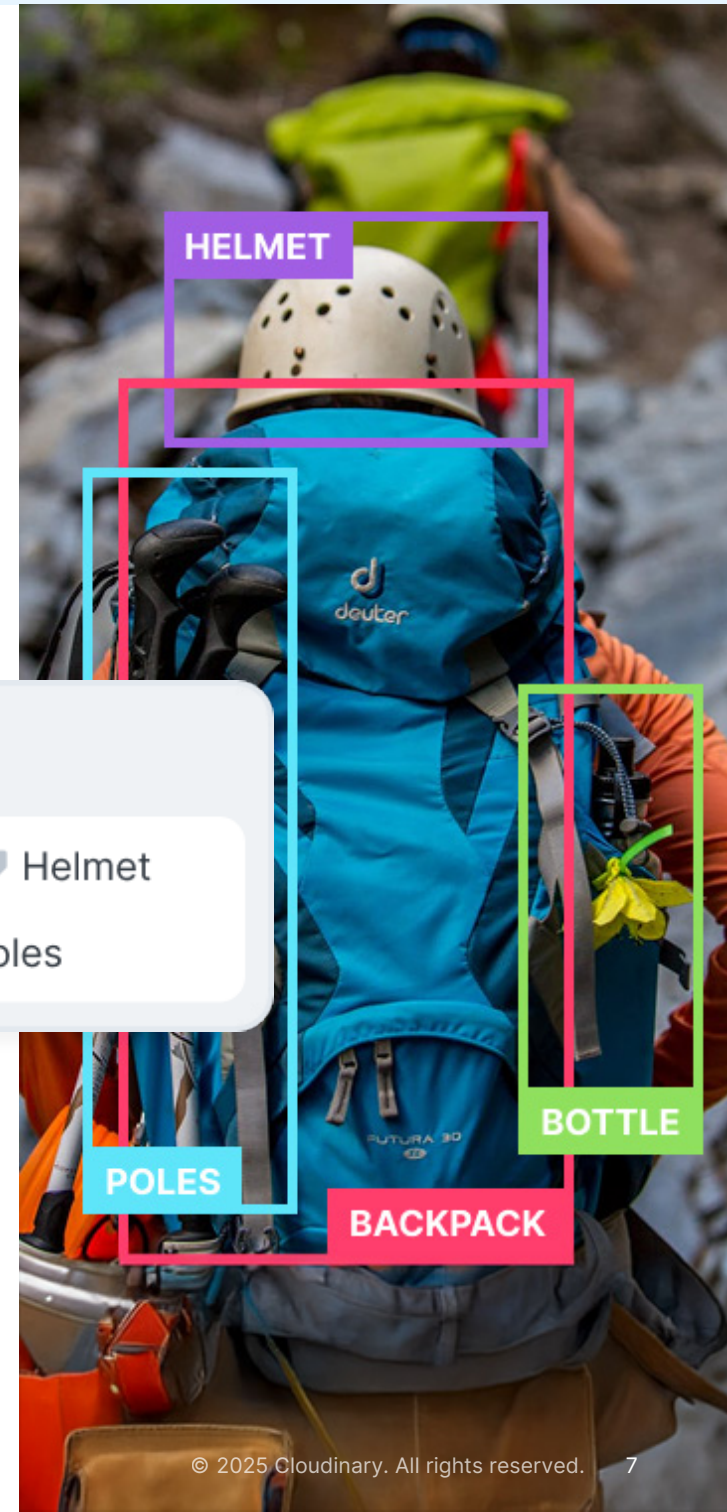 HELMET
deuter
Helmet
oles
FUTURA 30
BOTTLE
POLES
BACKPACK
© 2025 Cloudinary. All rights reserved. 7